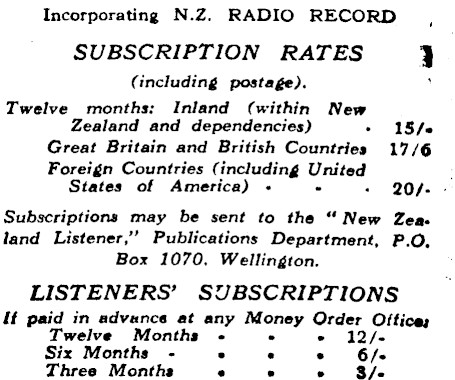 Incorporating N.Z. RADIO RECORD
SUBSCRIPTION RATES
(including postage).
Twelve months: Inland (within New
Zealand and dependencies) - 15/-
Great Britain and British Countries 17/6
Foreign Countries (including United
States of America) - - - 20/-
Subscriptions may be sent to the "New Zea-
land Listener," Publications Department, P.O.
Box 1070, Wellington.
LISTENERS' SUBSCRIPTIONS
If paid in advance at any Money Order Office:
Twelve Months - - - 12/-
Six Months - - - - 6/-
Three Months - - - 3/-